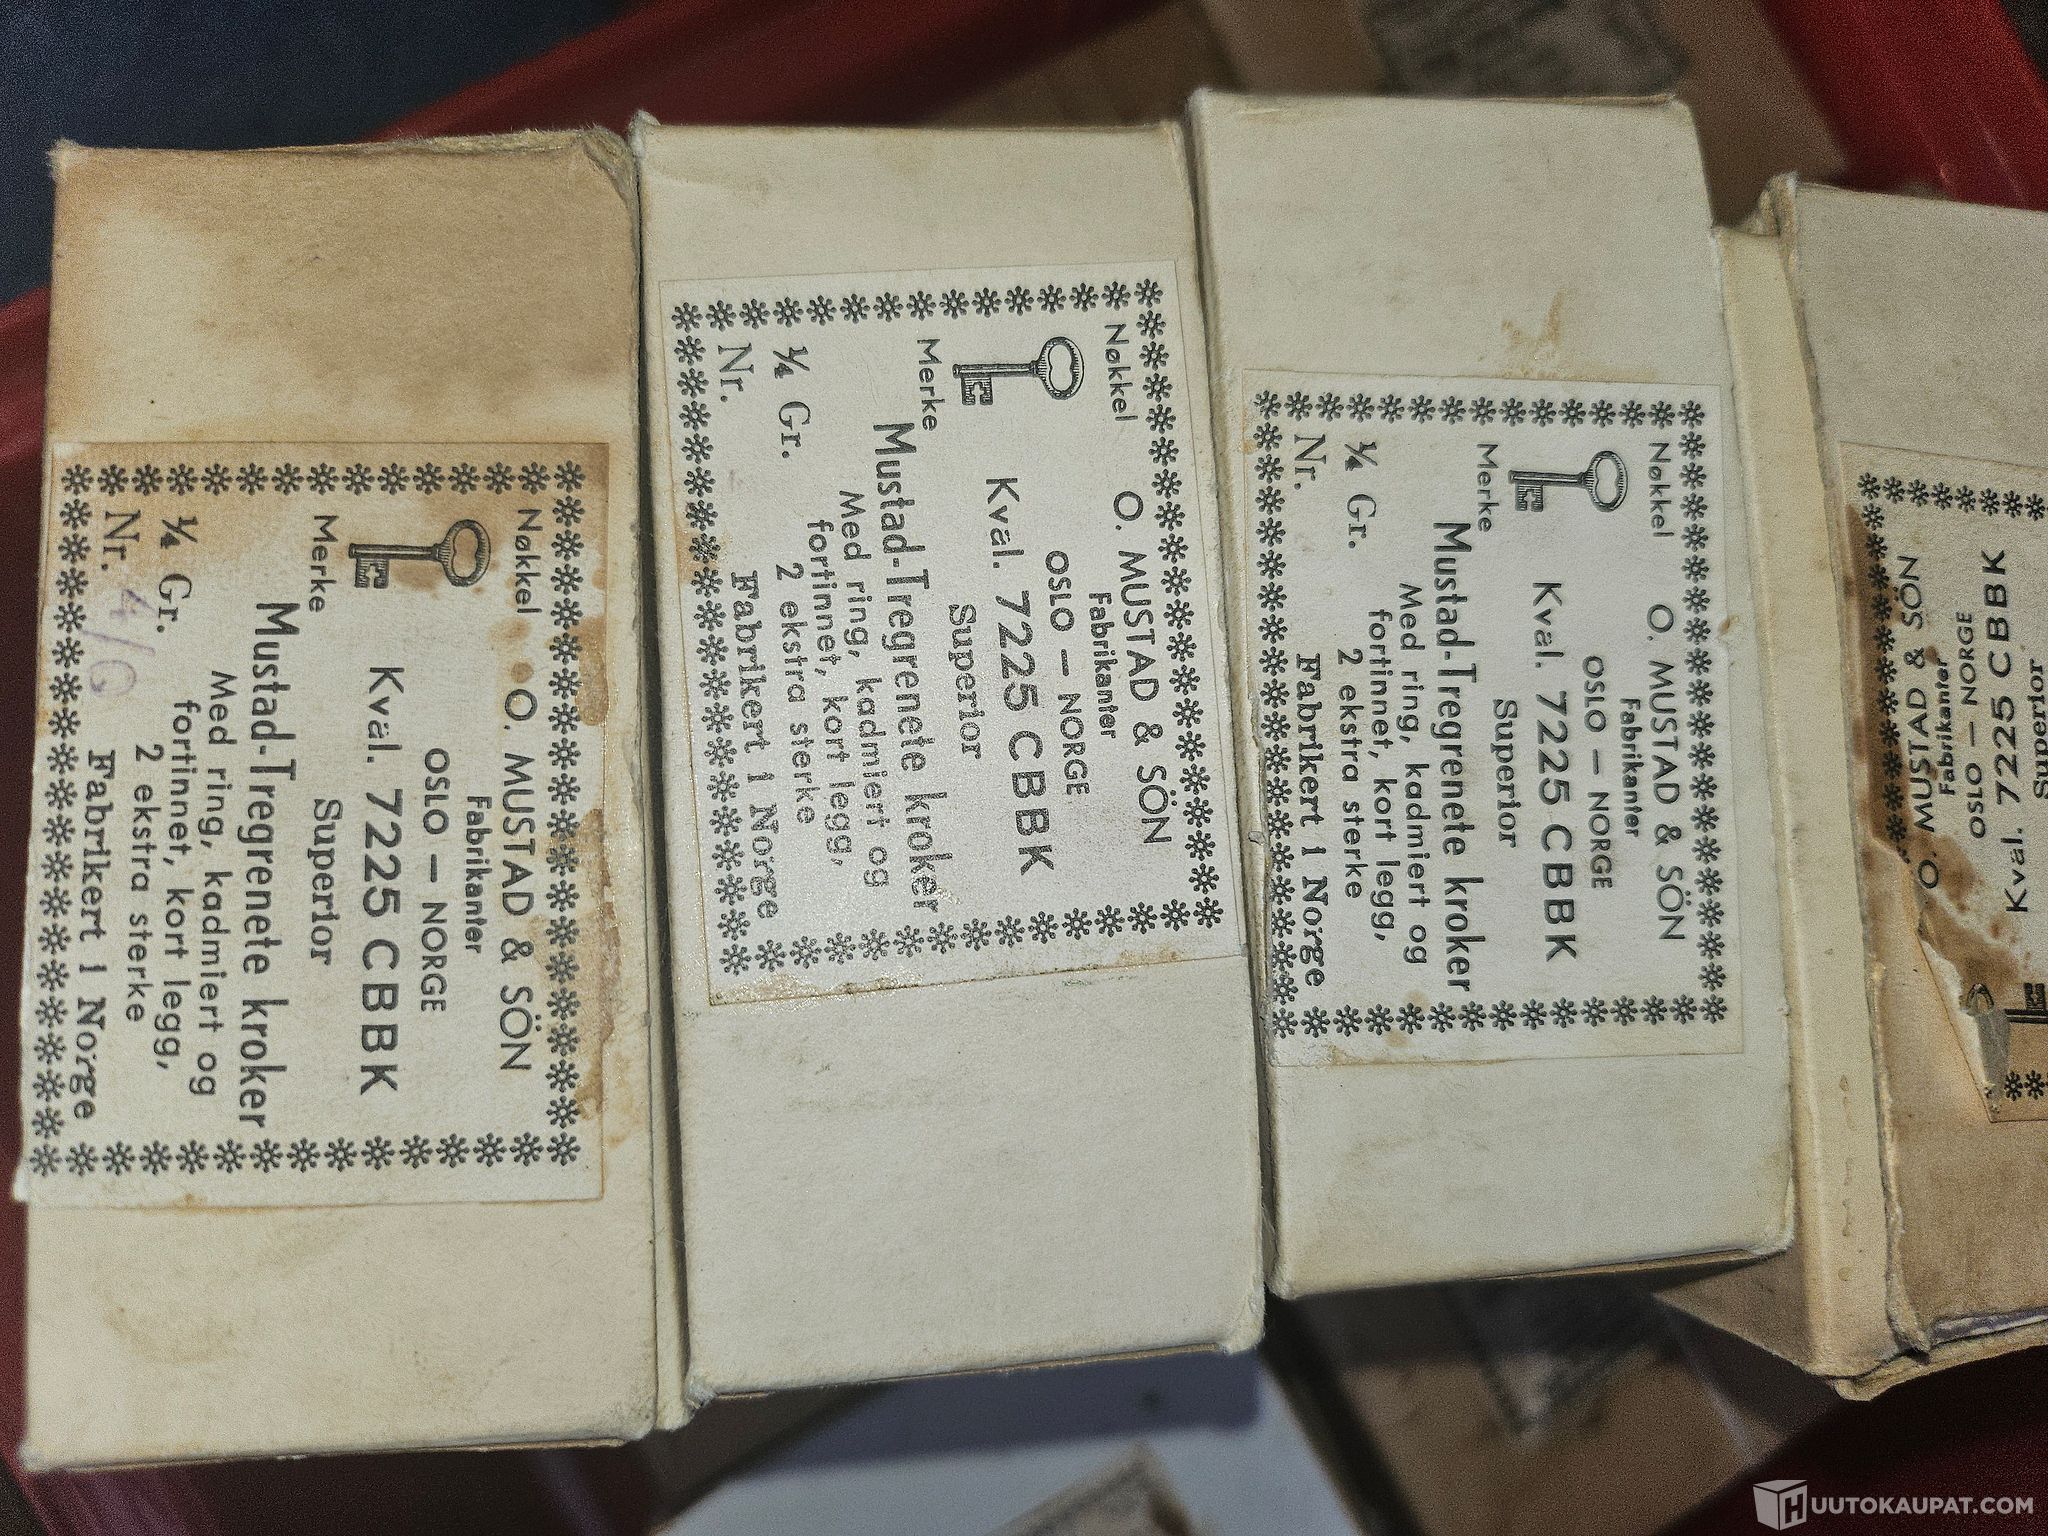 Nøkkel
O. MUSTAD & SÖN
Fabrikanter
OSLO — NORGE
Kval. 7225 CBBK
Merke
Superior
Mustad-Tregrenete kroker
Med ring, kadmiert og
fortinnet, kort legg,
¼ Gr.
2 ekstra sterke
Nr. 4/0
Fabrikert i Norge
Nøkkel
O. MUSTAD & SÖN
Fabrikanter
OSLO — NORGE
Kval. 7225 CBBK
Merke
Superior
Mustad-Tregrenete kroker
Med ring, kadmiert og
fortinnet, kort legg,
¼ Gr.
2 ekstra sterke
Nr.
Fabrikert i Norge
Nøkkel
O. MUSTAD & SÖN
Fabrikanter
OSLO — NORGE
Kval. 7225 CBBK
Merke
Superior
Mustad-Tregrenete kroker
Med ring, kadmiert og
fortinnet, kort legg,
¼ Gr.
2 ekstra sterke
Nr.
Fabrikert i Norge
O. MUSTAD & SÖN
Fabrikanter
OSLO — NORGE
Kval. 7225 CBBK
Superior
HUUTOKAUPAT.COM